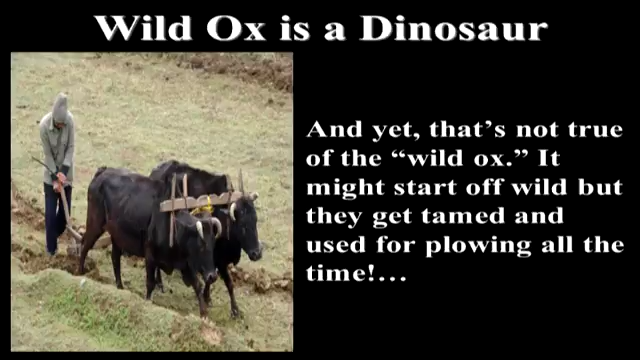 Wild Ox is a Dinosaur
And yet, that's not true
of the "wild ox." It
might start off wild but
they get tamed and
used for plowing all the
time!...